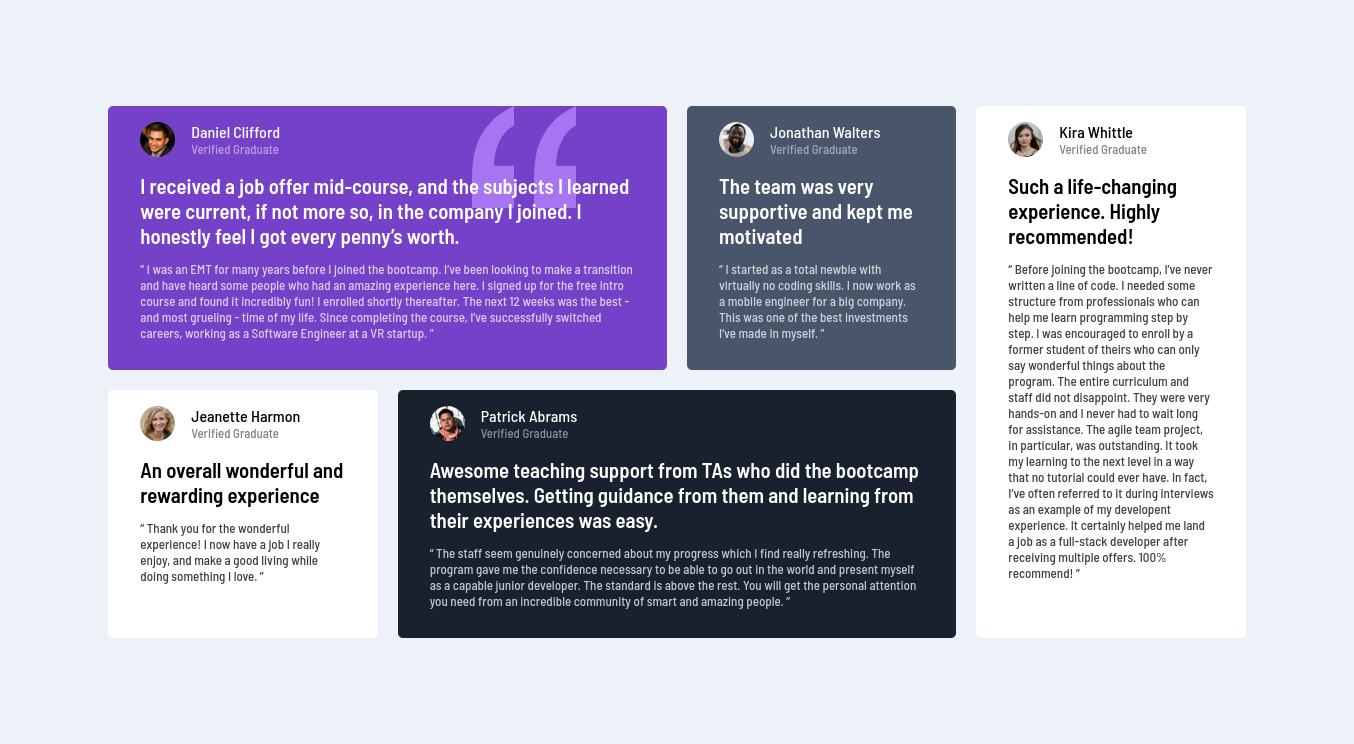 Daniel Clifford
Verified Graduate
I received a job offer mid-course, and the subjects I learned
were current, if not more so, in the company I joined. I
honestly feel I got every penny’s worth.
“ I was an EMT for many years before I joined the bootcamp. I’ve been looking to make a transition
and have heard some people who had an amazing experience here. I signed up for the free intro
course and found it incredibly fun! I enrolled shortly thereafter. The next 12 weeks was the best -
and most grueling - time of my life. Since completing the course, I’ve successfully switched
careers, working as a Software Engineer at a VR startup. ”
Jonathan Walters
Verified Graduate
The team was very
supportive and kept me
motivated
“ I started as a total newbie with
virtually no coding skills. I now work as
a mobile engineer for a big company.
This was one of the best investments
I’ve made in myself. ”
Kira Whittle
Verified Graduate
Such a life-changing
experience. Highly
recommended!
“ Before joining the bootcamp, I’ve never
written a line of code. I needed some
structure from professionals who can
help me learn programming step by
step. I was encouraged to enroll by a
former student of theirs who can only
say wonderful things about the
program. The entire curriculum and
staff did not disappoint. They were very
hands-on and I never had to wait long
for assistance. The agile team project,
in particular, was outstanding. It took
my learning to the next level in a way
that no tutorial could ever have. In fact,
I’ve often referred to it during interviews
as an example of my developent
experience. It certainly helped me land
a job as a full-stack developer after
receiving multiple offers. 100%
recommend! ”
Jeanette Harmon
Verified Graduate
An overall wonderful and
rewarding experience
“ Thank you for the wonderful
experience! I now have a job I really
enjoy, and make a good living while
doing something I love. ”
Patrick Abrams
Verified Graduate
Awesome teaching support from TAs who did the bootcamp
themselves. Getting guidance from them and learning from
their experiences was easy.
“ The staff seem genuinely concerned about my progress which I find really refreshing. The
program gave me the confidence necessary to be able to go out in the world and present myself
as a capable junior developer. The standard is above the rest. You will get the personal attention
you need from an incredible community of smart and amazing people. ”